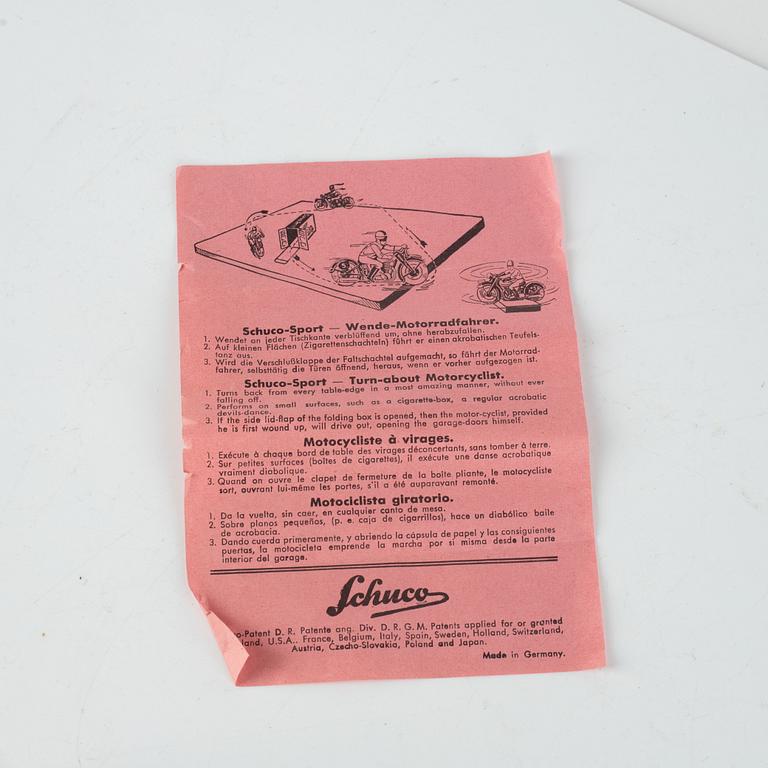 Schuco-Sport — Wende-Motorradfahrer.
1. Wendet an jeder Tischkante verblüffend um, ohne herabzufallen.
2. Auf kleinen Flächen (Zigarettenschachteln) führt er einen akrobatischen Teufels-
tanz aus.
3. Wird die Verschlußklappe der Faltschachtel aufgemacht, so fährt der Motorrad-
fahrer, selbsttätig die Türen öffnend, heraus, wenn er vorher aufgezogen ist.
Schuco-Sport — Turn-about Motorcyclist.
1. Turns back from every table-edge in a most amazing manner, without ever
falling off.
2. Performs on small surfaces, such as a cigarette-box, a regular acrobatic
devils-dance.
3. If the side lid-flap of the folding box is opened, then the motor-cyclist, provided
he is first wound up, will drive out, opening the garage-doors himself.
Motocycliste à virages.
1. Exécute à chaque bord de table des virages déconcertants, sans tomber à terre.
2. Sur petites surfaces (boîtes de cigarettes), il exécute une danse acrobatique
vraiment diabolique.
3. Quand on ouvre le clapet de fermeture de la boîte pliante, le motocycliste
sort, ouvrant lui-même les portes, s'il a été auparavant remonté.
Motociclista giratorio.
1. Da la vuelta, sin caer, en cualquier canto de mesa.
2. Sobre planos pequeños, (p. e. caja de cigarrillos), hace un diabólico baile
de acrobacia.
3. Dando cuerda primeramente, y abriendo la cápsula de papel y las consiguientes
puertas, la motocicleta emprende la marcha por si misma desde la parte
interior del garage.
Schuco
o-Patent D. R. Patente ang. Div. D. R. G. M. Patents applied for or granted
land, U.S.A.. France, Belgium, Italy, Spain, Sweden, Holland, Switzerland,
Austria, Czecho-Slovakia, Poland and Japan.
Made in Germany.